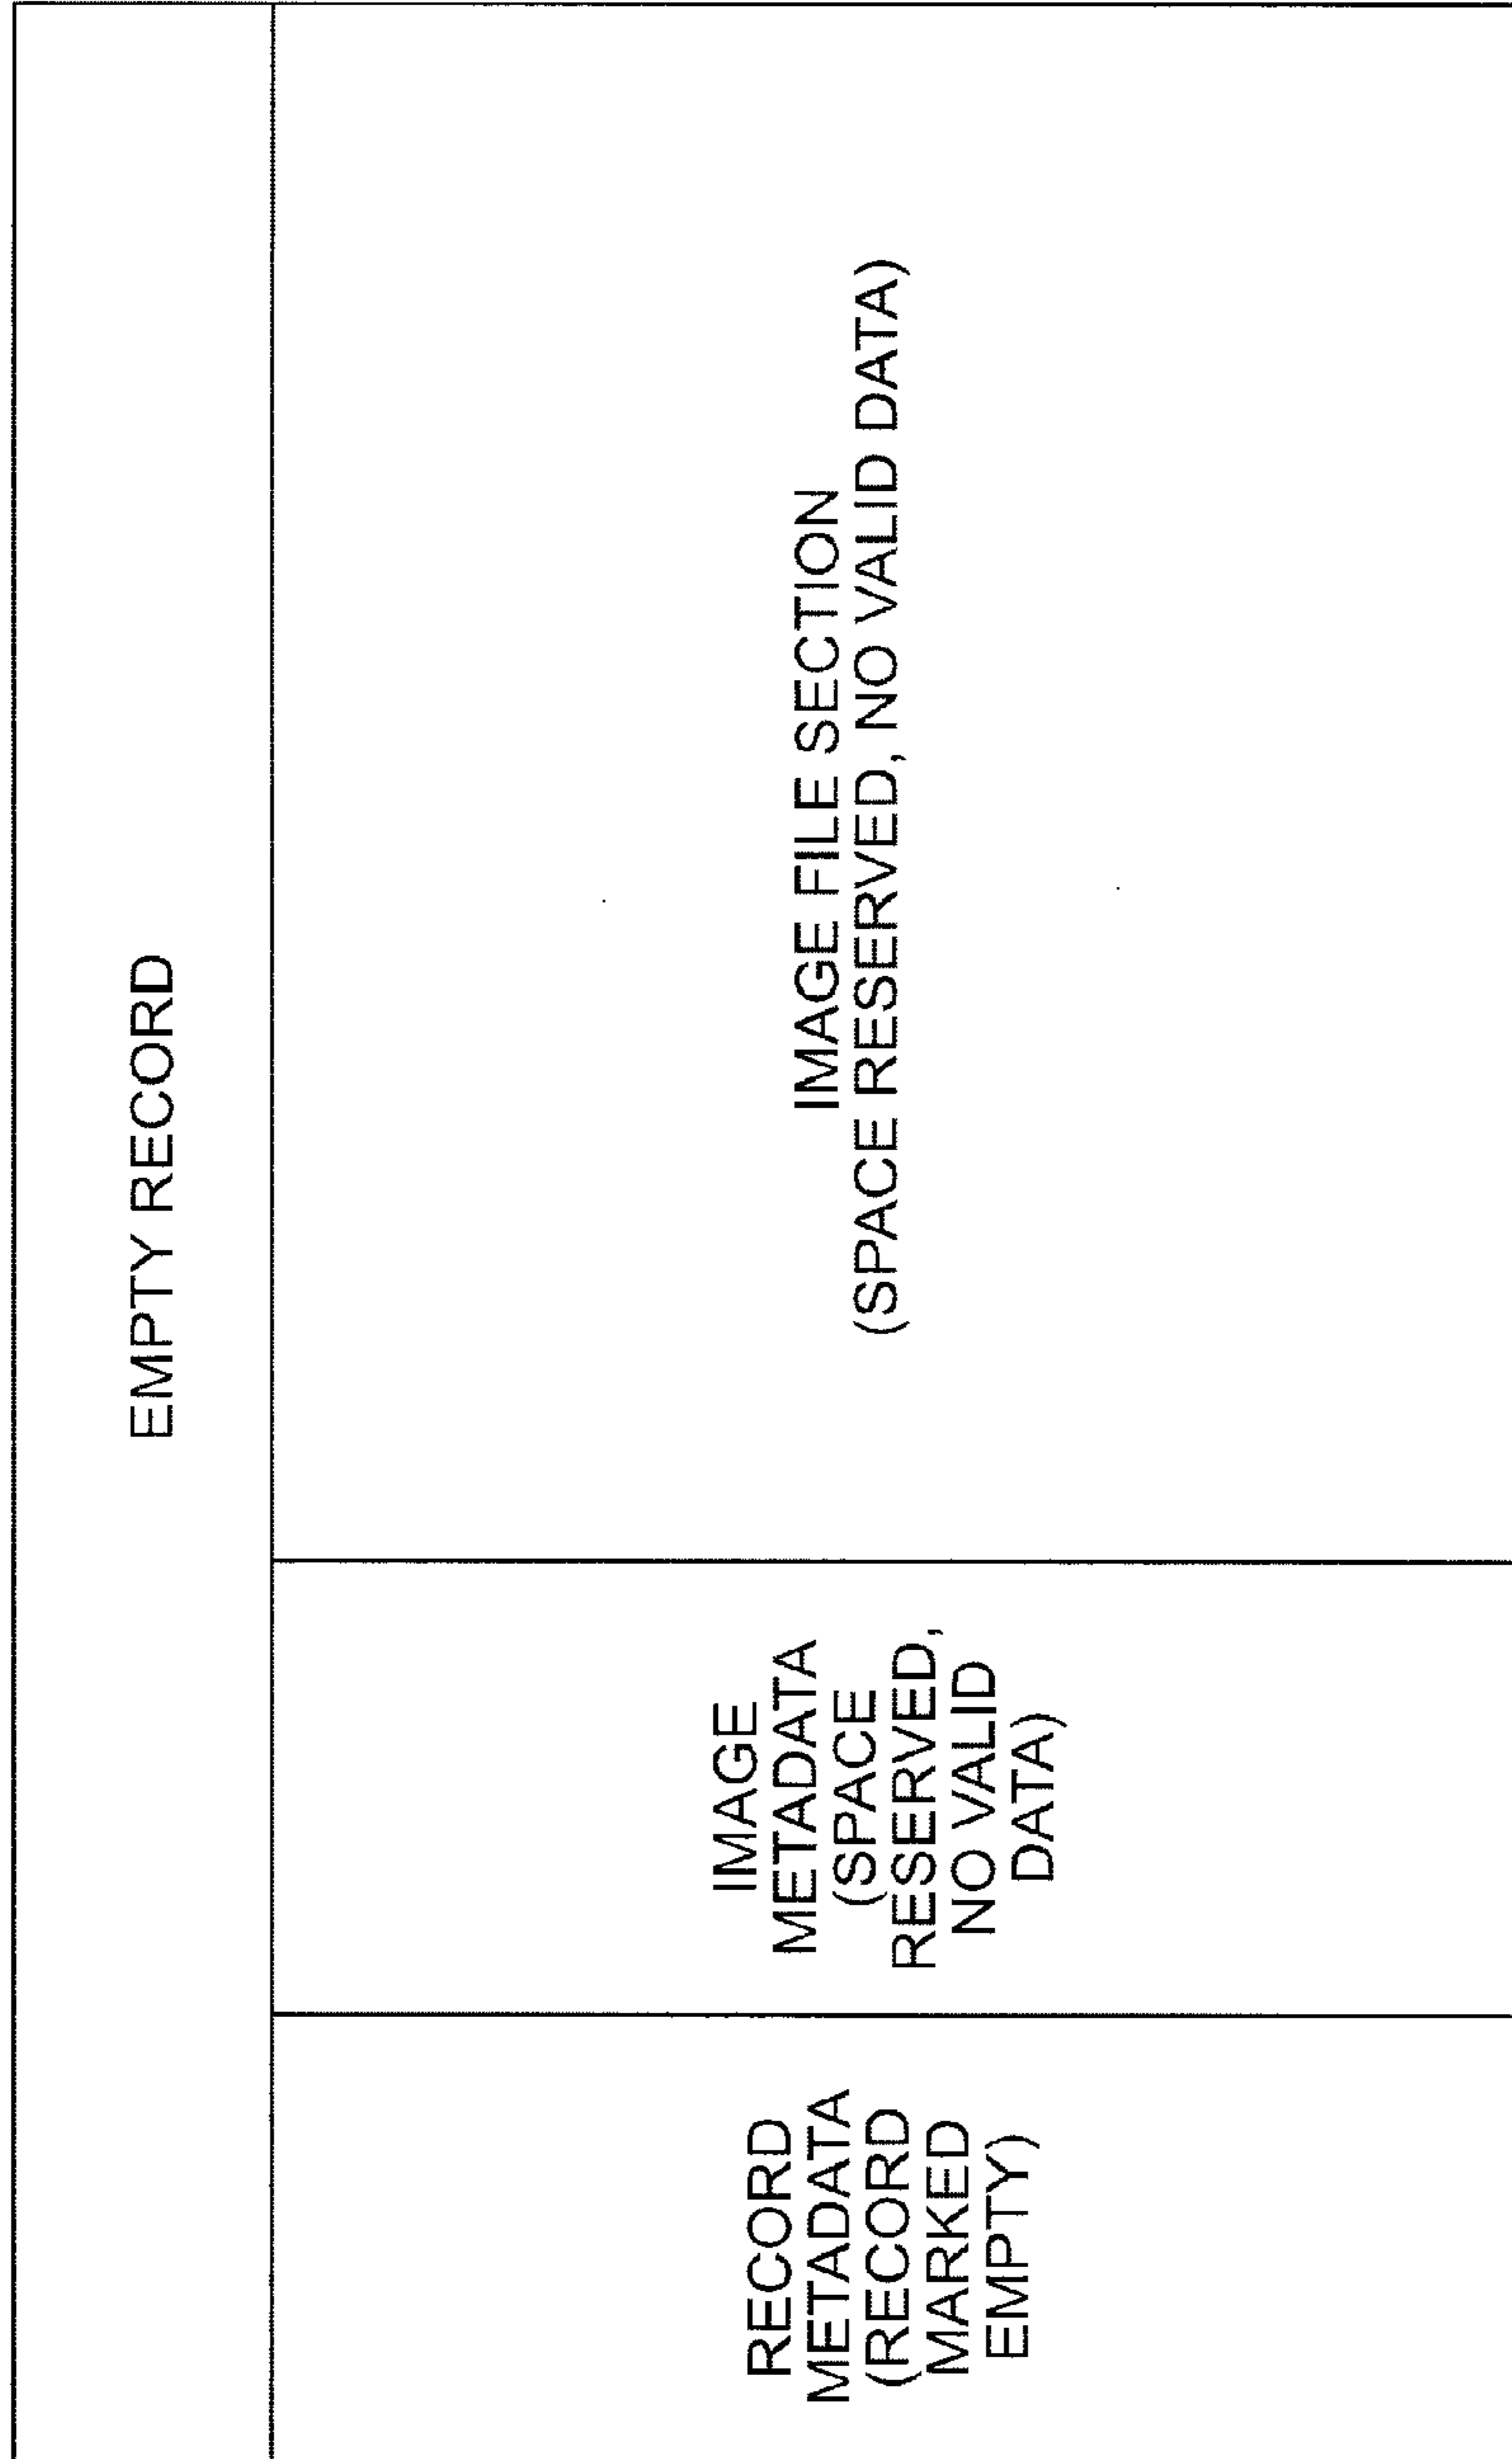 EMPTY RECORD
RECORD
METADATA
(RECORD
MARKED
EMPTY)
IMAGE
METADATA
(SPACE
RESERVED,
NO VALID
DATA)
IMAGE FILE SECTION
(SPACE RESERVED, NO VALID DATA)